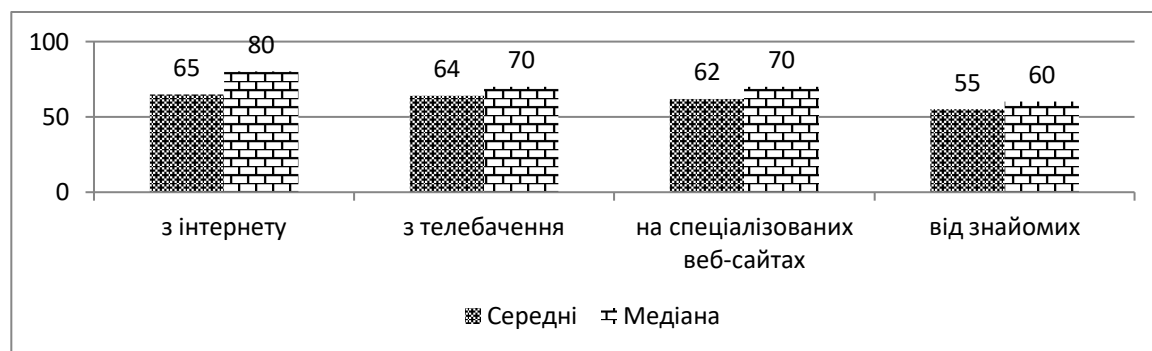 100
50
0
65
80
64
70
62
70
55
60
з інтернету
з телебачення
на спеціалізованих
веб-сайтах
від знайомих
Середні
Медіана